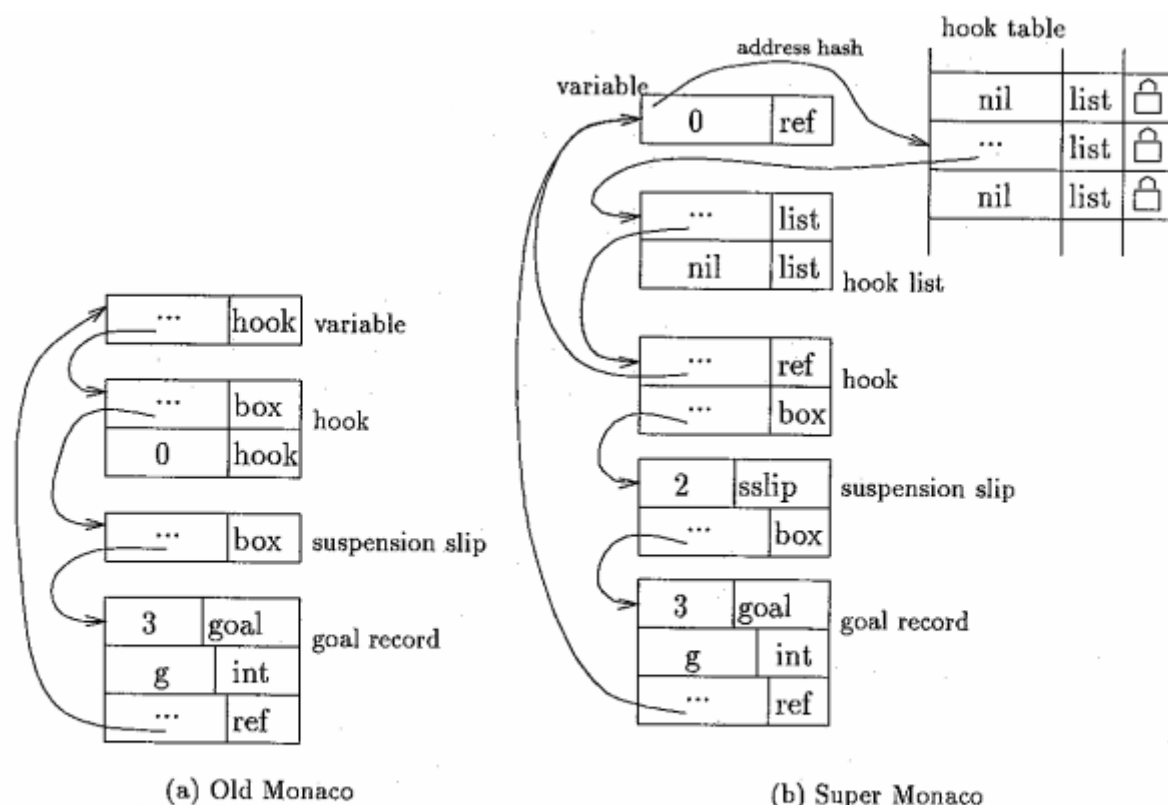 ... hook variable
... box
hook
0 hook
... box suspension slip
3 goal
goal record
g int
... ref
(a) Old Monaco
hook table
address hash
variable
nil list
0 ref
... list
nil list
... list
nil list
hook list
... ref
hook
... box
2 sslip suspension slip
... box
3 goal
goal record
g int
... ref
(b) Super Monaco